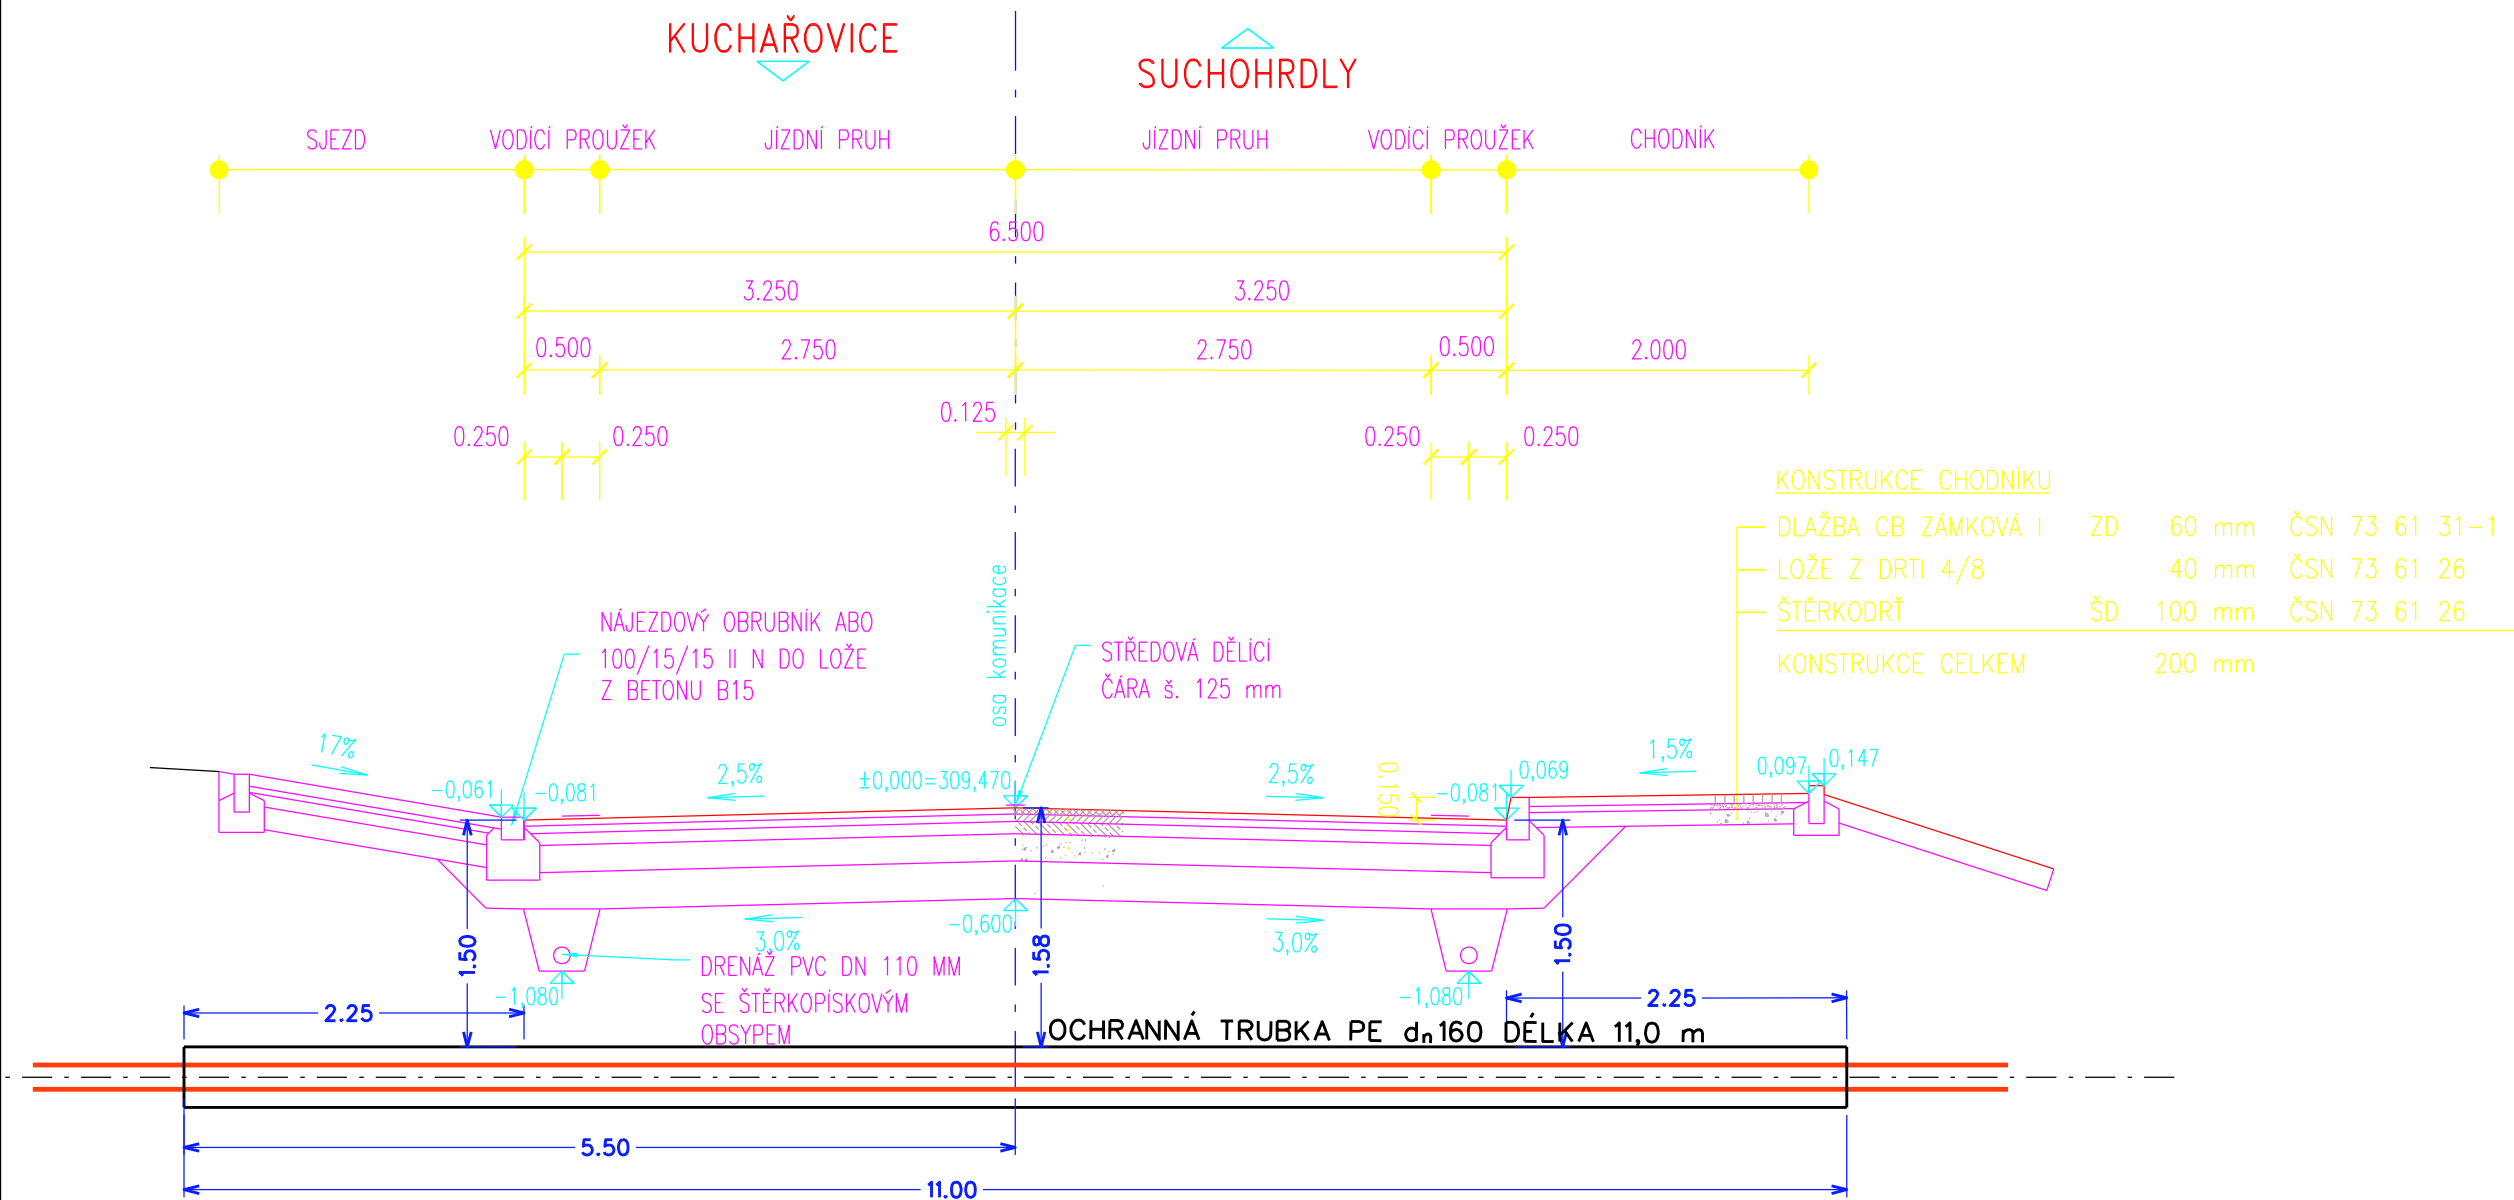 KUCHAŘOVICE
SUCHOHRDLY
SJEZD
VODÍCÍ PROUŽEK
JÍZDNÍ PRUH
JÍZDNÍ PRUH
VODÍCÍ PROUŽEK
CHODNÍK
6.500
3.250
3.250
0.500
2.750
2.750
0.500
2.000
0.125
0.250
0.250
0.250
0.250
KONSTRUKCE CHODNÍKU
DLAŽBA CB ZÁMKOVÁ I ZD 60 mm ČSN 73 61 31-1
LOŽE Z DRTI 4/8 40 mm ČSN 73 61 26
ŠTĚRKODRŤ ŠD 100 mm ČSN 73 61 26
KONSTRUKCE CELKEM 200 mm
osa komunikace
NÁJEZDOVÝ OBRUBNÍK ABO
100/15/15 II N DO LOŽE
Z BETONU B15
STŘEDOVÁ DĚLÍCÍ
ČÁRA š. 125 mm
17%
-0,061
-0,081
2,5%
±0,000=309,470
2,5%
0.150
-0,081
0,069
1,5%
0,097
0,147
3,0%
-0,600
3,0%
1.50
1.58
1.50
DRENÁŽ PVC DN 110 MM
SE ŠTĚRKOPÍSKOVÝM
OBSYPEM
-1,080
-1,080
2.25
2.25
OCHRANNÁ TRUBKA PE dn160 DÉLKA 11,0 m
5.50
11.00